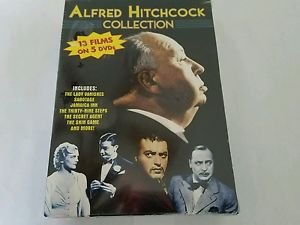 ALFRED HITCHCOCK
COLLECTION
13 FILMS
ON 5 DVDs
INCLUDES:
THE LADY VANISHES
SABOTAGE
JAMAICA INN
THE THIRTY-NINE STEPS
THE SECRET AGENT
THE SKIN GAME
AND MORE!